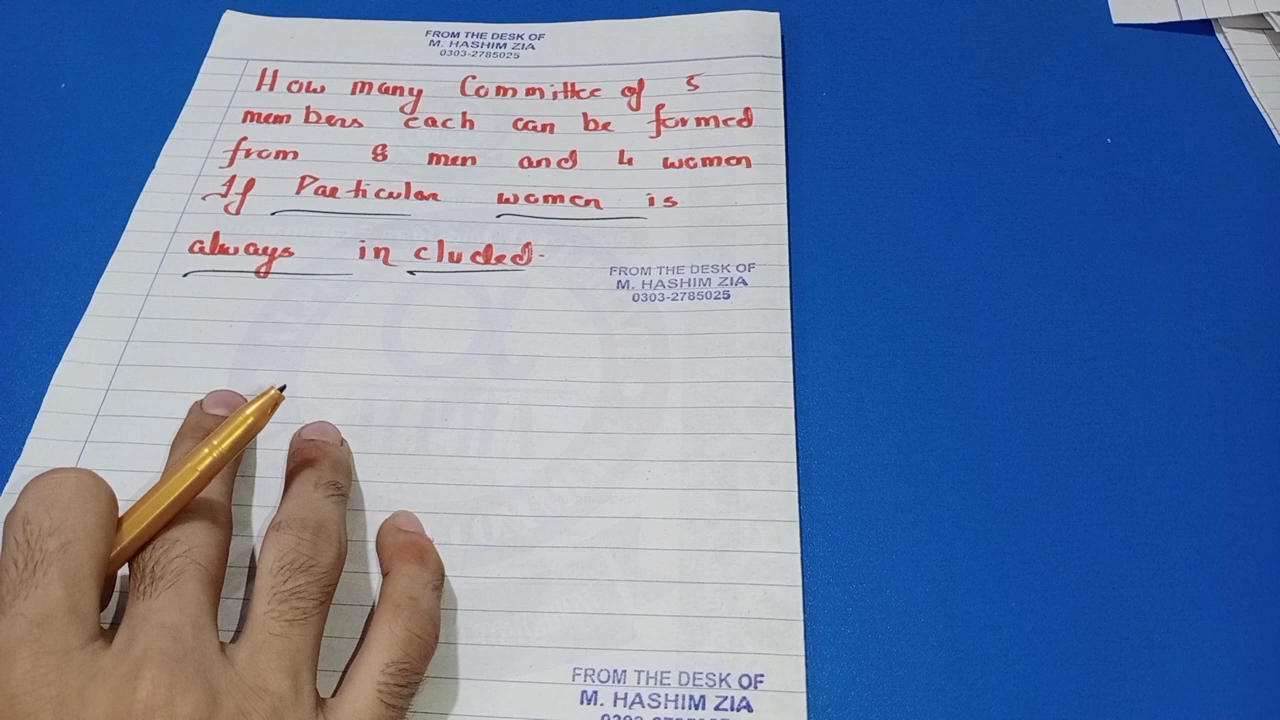 FROM THE DESK OF
M. HASHIM ZIA
0303-2785025
How many Committee of 5
members each can be formed
from 8 men and 4 women
If Particular women is
always included.
FROM THE DESK OF
M. HASHIM ZIA
0303-2785025
FROM THE DESK OF
M. HASHIM ZIA